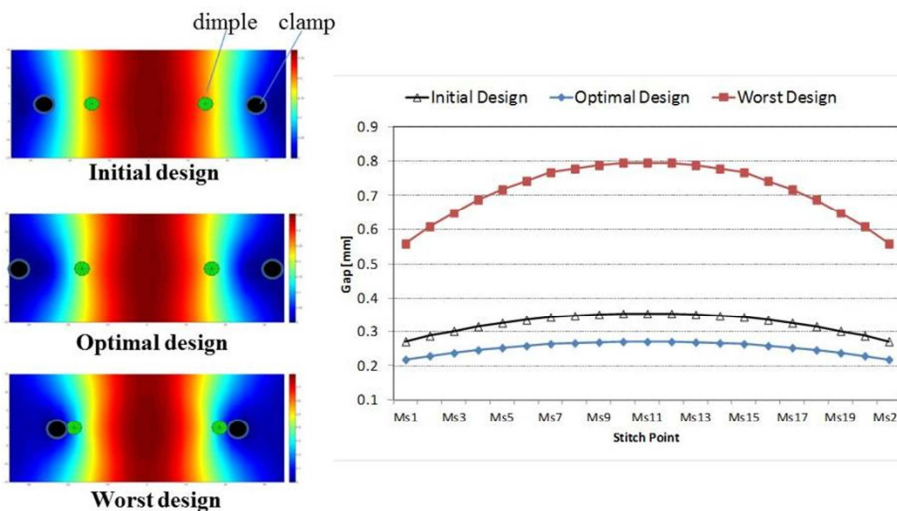 dimple
clamp
Initial design
Optimal design
Worst design
Initial Design
Optimal Design
Worst Design
0.9
0.8
0.7
0.6
0.5
0.4
0.3
0.2
0.1
Gap [mm]
Ms1 Ms3 Ms5 Ms7 Ms9 Ms11 Ms13 Ms15 Ms17 Ms19 Ms2
Stitch Point